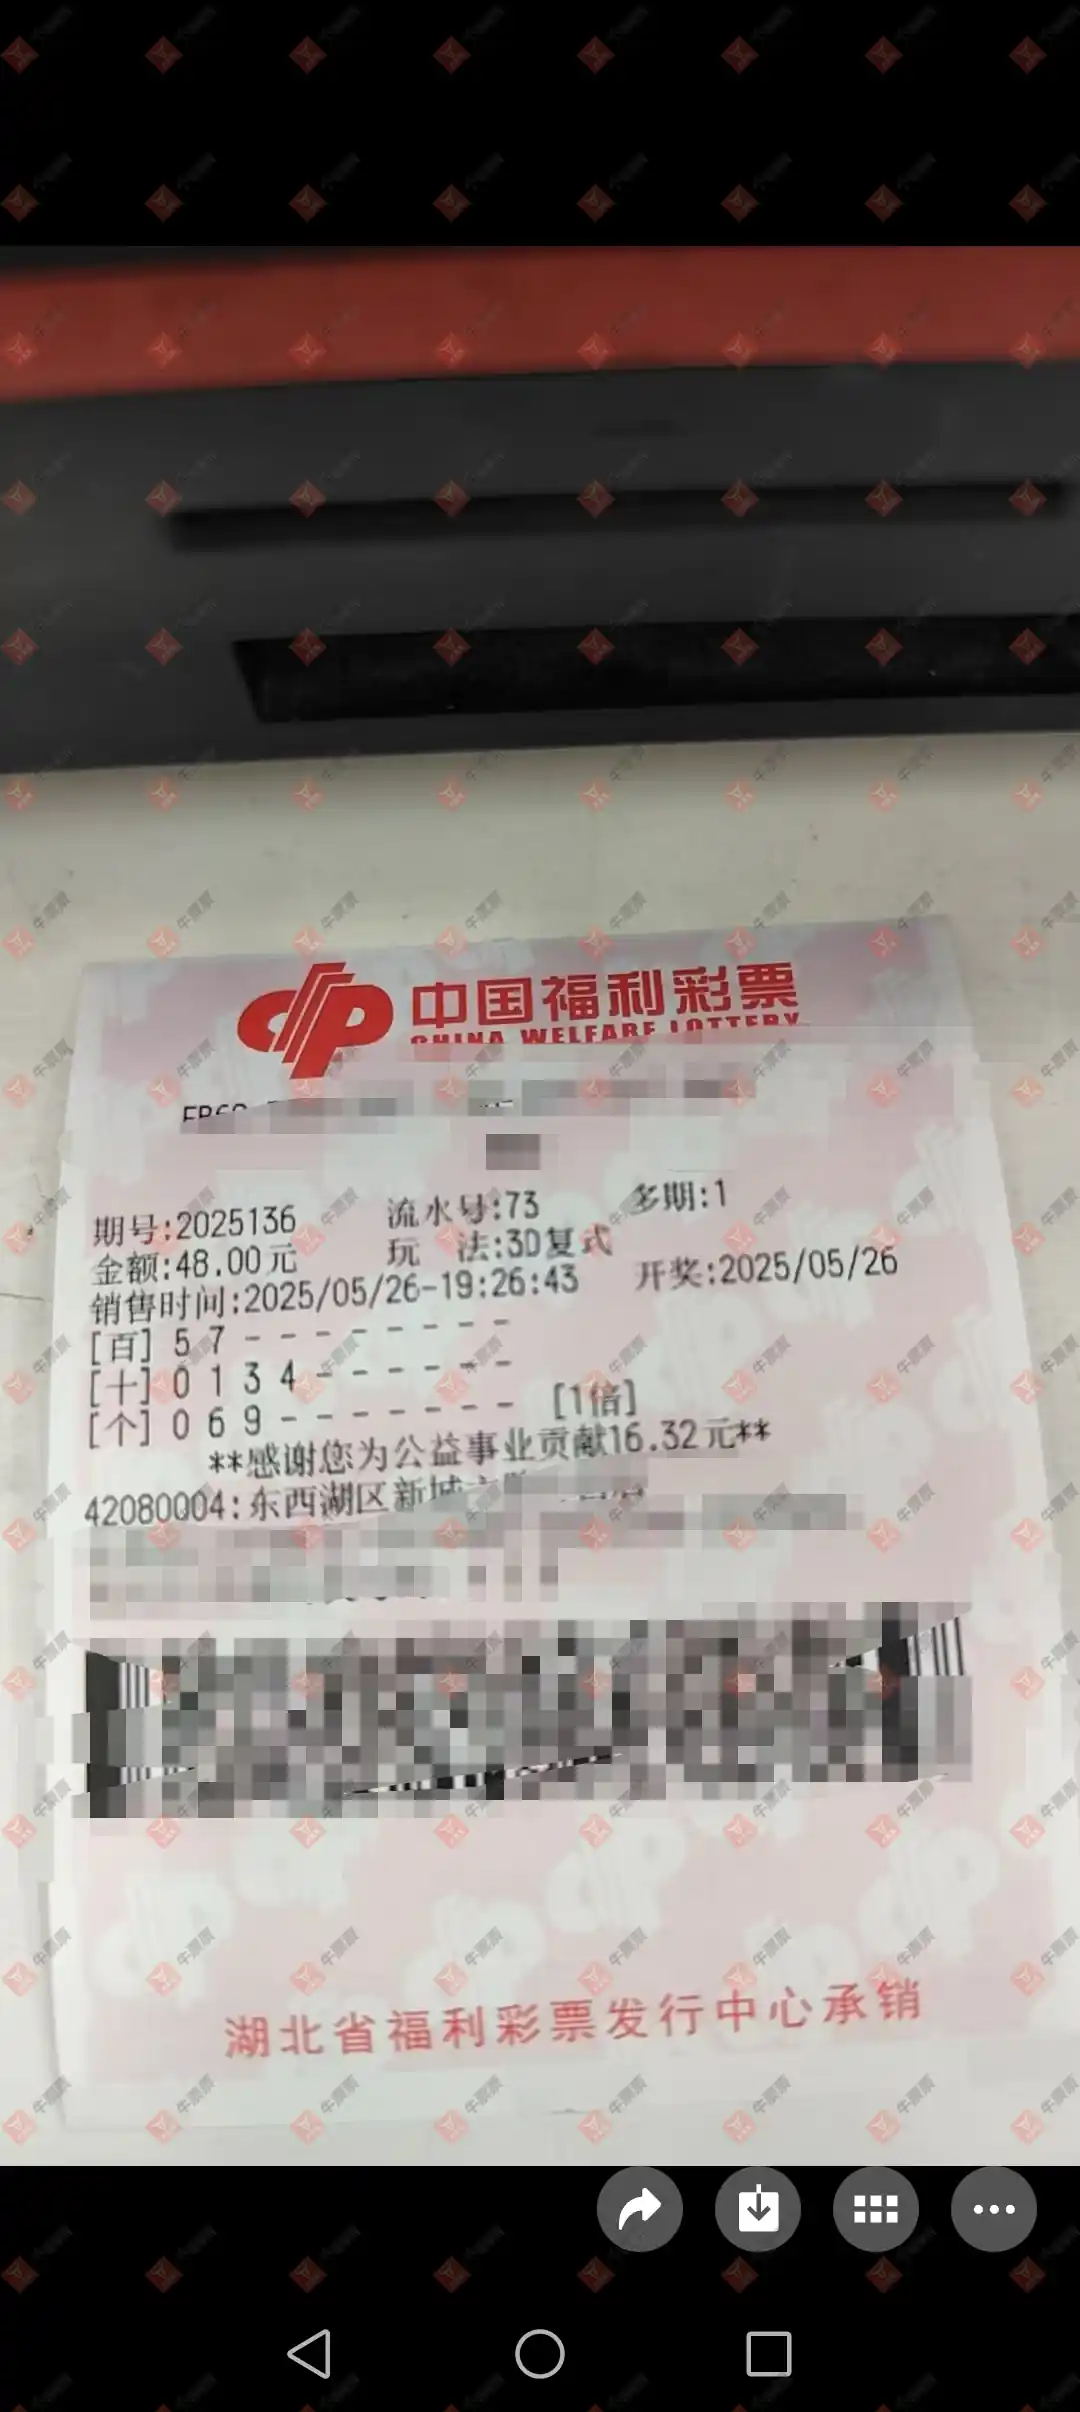 中国福利彩票
CHINA WELFARE LOTTERY
期号:2025136 流水号:73 多期:1
金额:48.00元 玩 法:3D复式
销售时间:2025/05/26-19:26:43 开奖:2025/05/26
[百] 5 7 - - - - - - - -
[十] 0 1 3 4 - - - - - -
[个] 0 6 9 - - - - - - - [1倍]
**感谢您为公益事业贡献16.32元**
42080004:东西湖区新城
湖北省福利彩票发行中心承销
牛票票